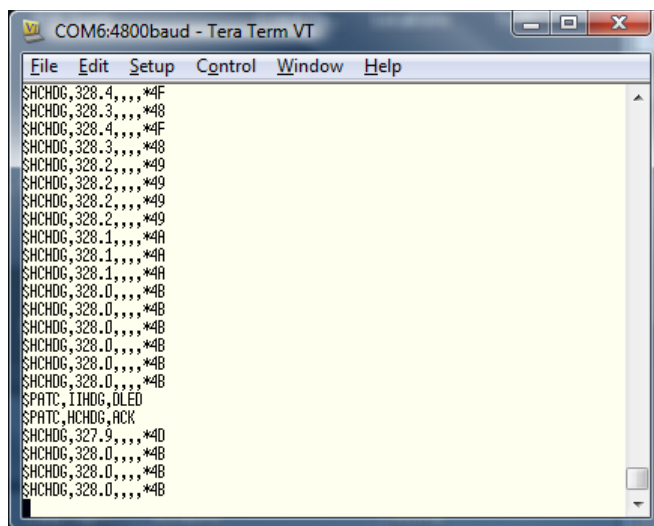 COM6:4800baud - Tera Term VT
File Edit Setup Control Window Help
$HCHDG,328.4,,,,*4F
$HCHDG,328.3,,,,*48
$HCHDG,328.4,,,,*4F
$HCHDG,328.3,,,,*48
$HCHDG,328.2,,,,*49
$HCHDG,328.2,,,,*49
$HCHDG,328.2,,,,*49
$HCHDG,328.2,,,,*49
$HCHDG,328.1,,,,*4A
$HCHDG,328.1,,,,*4A
$HCHDG,328.1,,,,*4A
$HCHDG,328.0,,,,*4B
$HCHDG,328.0,,,,*4B
$HCHDG,328.0,,,,*4B
$HCHDG,328.0,,,,*4B
$HCHDG,328.0,,,,*4B
$HCHDG,328.0,,,,*4B
$PATC,IIHDG,DLED
$PATC,HCHDG,ACK
$HCHDG,327.9,,,,*4D
$HCHDG,328.0,,,,*4B
$HCHDG,328.0,,,,*4B
$HCHDG,328.0,,,,*4B